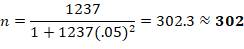 n = 1237 / 1 + 1237(.05)² = 302.3 ≈ 302